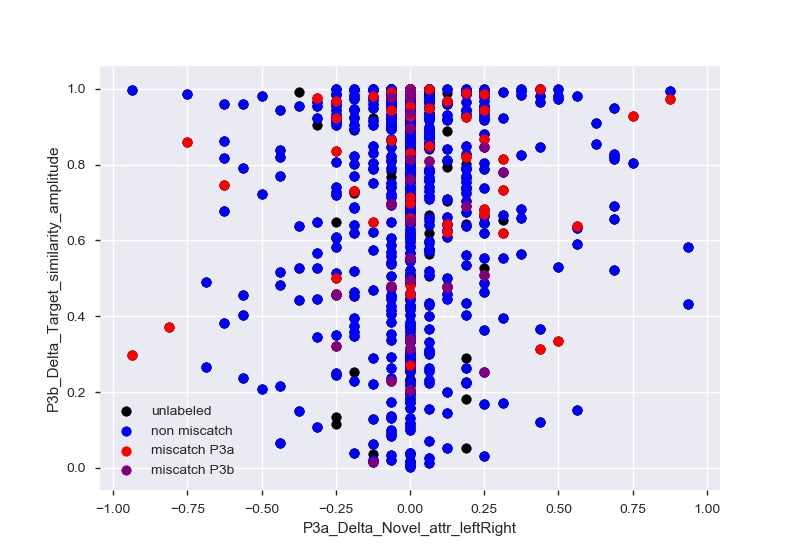 1.0
0.8
0.6
0.4
0.2
0.0
P3b_Delta_Target_similarity_amplitude
unlabeled
non miscatch
miscatch P3a
miscatch P3b
−1.00 −0.75 −0.50 −0.25 0.00 0.25 0.50 0.75 1.00
P3a_Delta_Novel_attr_leftRight